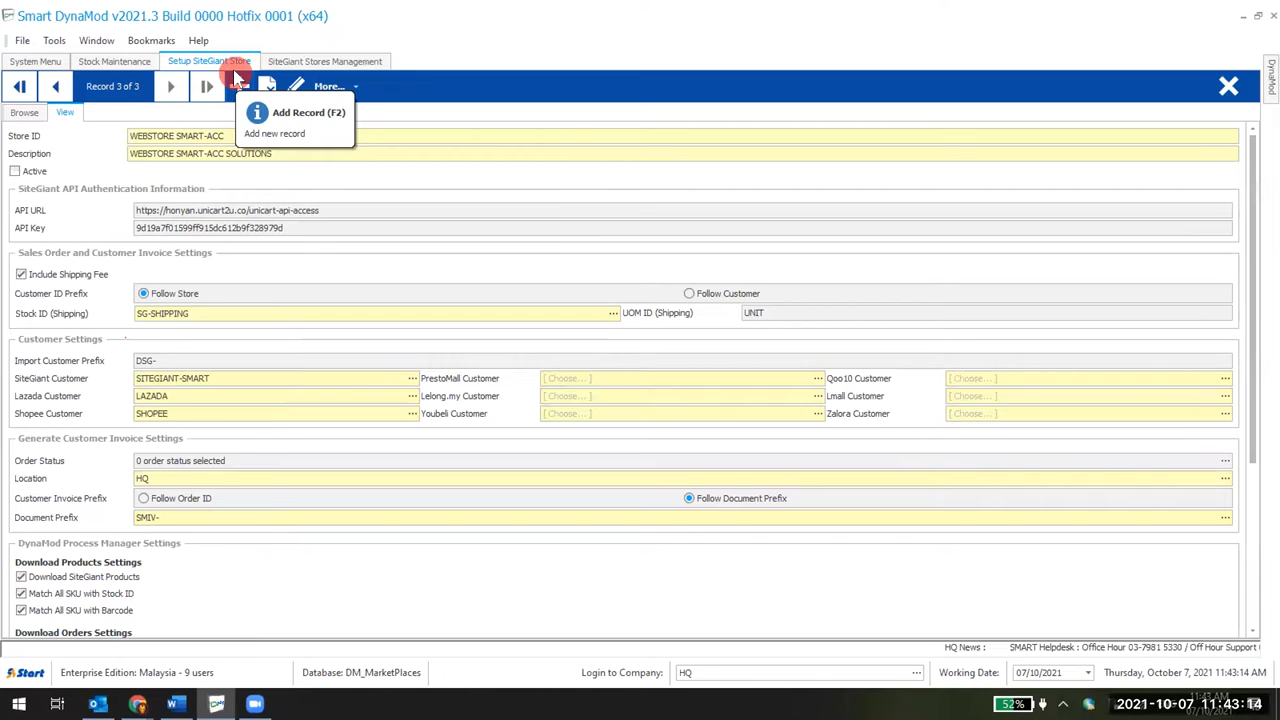 Smart DynaMod v2021.3 Build 0000 Hotfix 0001 (x64)
File Tools Window Bookmarks Help
System Menu Stock Maintenance Setup SiteGiant Store SiteGiant Stores Management
DynaMod
Record 3 of 3 More...
Add Record (F2)
Add new record
Browse View
Store ID WEBSTORE SMART-ACC
Description WEBSTORE SMART-ACC SOLUTIONS
Active
SiteGiant API Authentication Information
API URL https://honyan.unicart2u.co/unicart-api-access
API Key 9d19a7f01599ff915dc612b9f328979d
Sales Order and Customer Invoice Settings
Include Shipping Fee
Customer ID Prefix Follow Store Follow Customer
Stock ID (Shipping) SG-SHIPPING ... UOM ID (Shipping) UNIT
Customer Settings
Import Customer Prefix DSG-
SiteGiant Customer SITEGIANT-SMART ... PrestoMall Customer [ Choose... ] ... Qoo10 Customer [ Choose... ] ...
Lazada Customer LAZADA ... Lelong.my Customer [ Choose... ] ... Lmall Customer [ Choose... ] ...
Shopee Customer SHOPEE ... Youbeli Customer [ Choose... ] ... Zalora Customer [ Choose... ] ...
Generate Customer Invoice Settings
Order Status 0 order status selected ...
Location HQ ...
Customer Invoice Prefix Follow Order ID Follow Document Prefix
Document Prefix SMIV- ...
DynaMod Process Manager Settings
Download Products Settings
Download SiteGiant Products
Match All SKU with Stock ID
Match All SKU with Barcode
Download Orders Settings
HQ News : SMART Helpdesk : Office Hour 03-7981 5330 / Off Hour Support
Start Enterprise Edition: Malaysia - 9 users Database:DM_MarketPlaces Login to Company: HQ ... Working Date: 07/10/2021 Thursday, October 7, 2021 11:43:14 AM
52% 2021-10-07 11:43:14